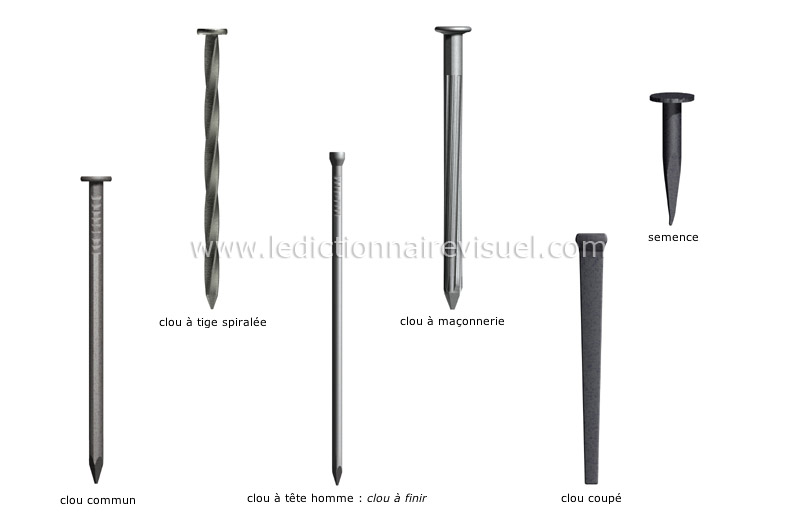 www.ledictionnairevisuel.com
semence
clou à tige spiralée
clou à maçonnerie
clou commun
clou à tête homme : clou à finir
clou coupé